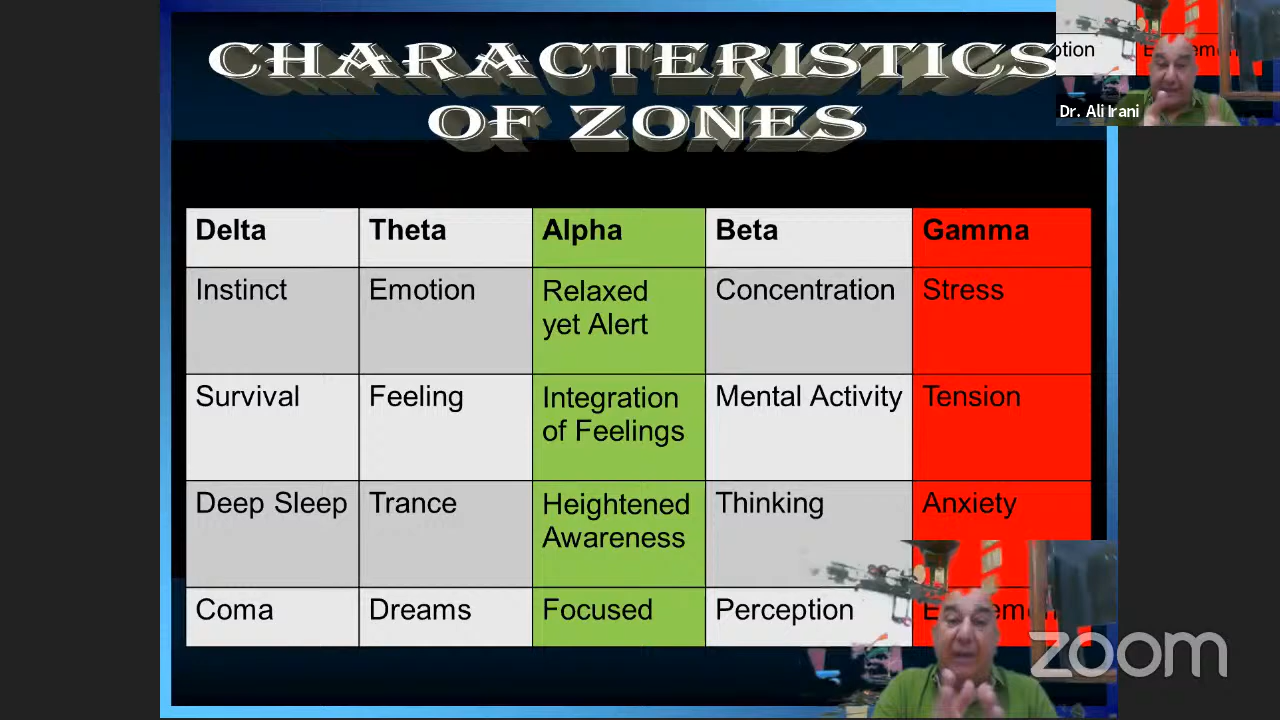 CHARACTERISTICS
OF ZONES
Dr. Ali Irani
Delta
Theta
Alpha
Beta
Gamma
Instinct
Emotion
Relaxed
yet Alert
Concentration
Stress
Survival
Feeling
Integration
of Feelings
Mental Activity
Tension
Deep Sleep
Trance
Heightened
Awareness
Thinking
Anxiety
Coma
Dreams
Focused
Perception
zoom